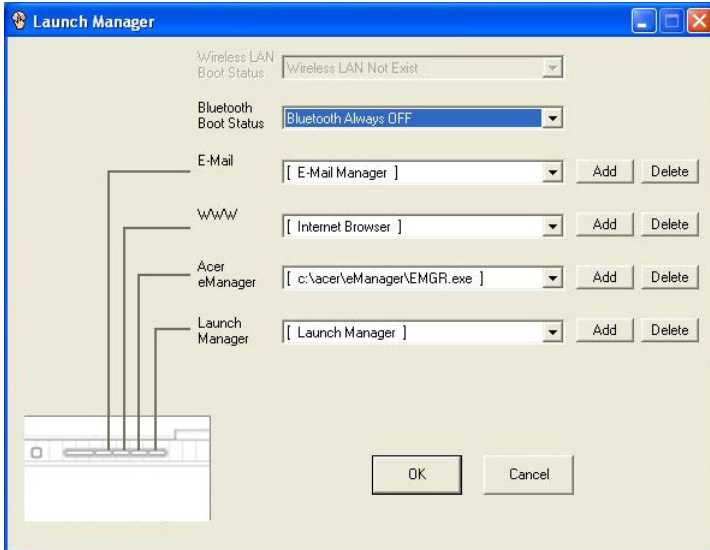 Launch Manager
Wireless LAN
Boot Status
Wireless LAN Not Exist
Bluetooth
Boot Status
Bluetooth Always OFF
E-Mail
[ E-Mail Manager ]
Add
Delete
WWW
[ Internet Browser ]
Add
Delete
Acer
eManager
[ c:\acer\eManager\EMGR.exe ]
Add
Delete
Launch
Manager
[ Launch Manager ]
Add
Delete
OK
Cancel